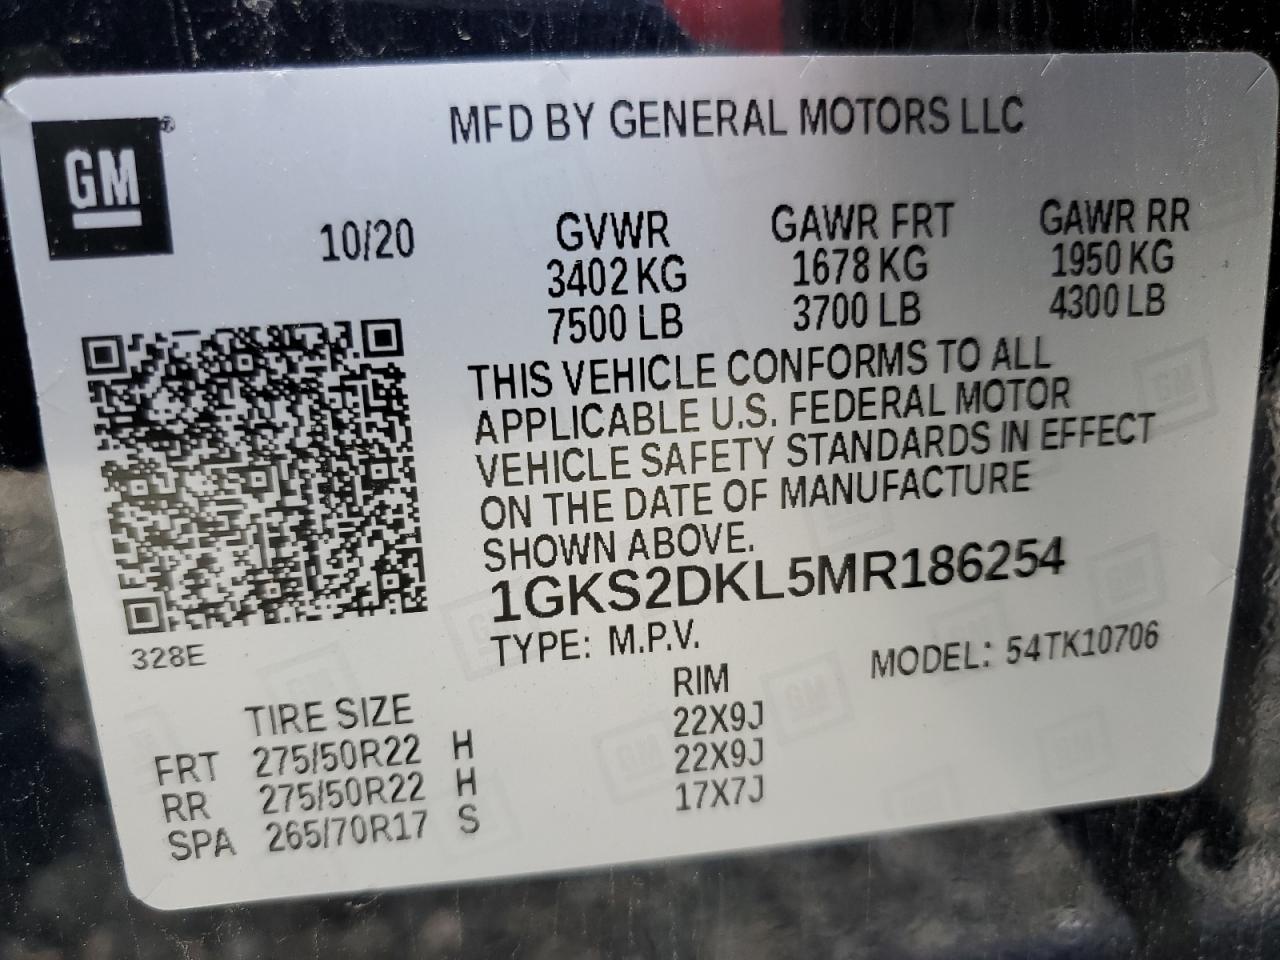 GM
MFD BY GENERAL MOTORS LLC
10/20
GVWR GAWR FRT GAWR RR
3402 KG 1678 KG 1950 KG
7500 LB 3700 LB 4300 LB
THIS VEHICLE CONFORMS TO ALL
APPLICABLE U.S. FEDERAL MOTOR
VEHICLE SAFETY STANDARDS IN EFFECT
ON THE DATE OF MANUFACTURE
SHOWN ABOVE.
1GKS2DKL5MR186254
328E
TYPE: M.P.V. MODEL: 54TK10706
TIRE SIZE RIM
FRT 275/50R22 H 22X9J
RR 275/50R22 H 22X9J
SPA 265/70R17 S 17X7J